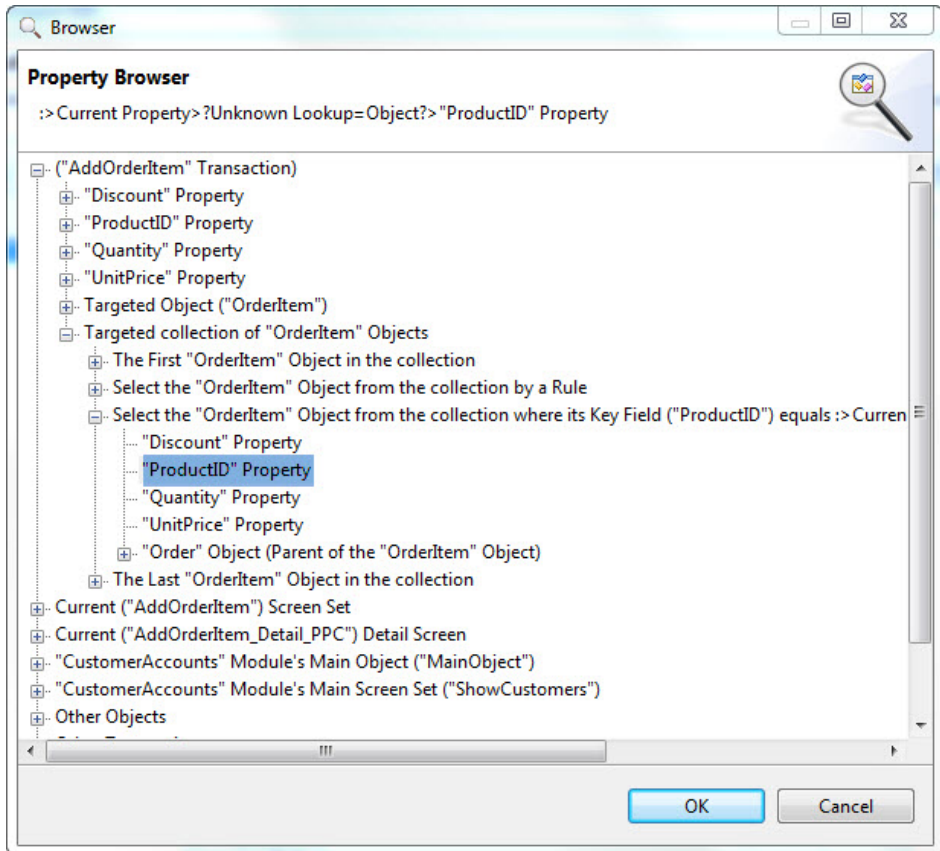 Browser
Property Browser
:>Current Property>?Unknown Lookup=Object?>"ProductID" Property
("AddOrderItem" Transaction)
"Discount" Property
"ProductID" Property
"Quantity" Property
"UnitPrice" Property
Targeted Object ("OrderItem")
Targeted collection of "OrderItem" Objects
The First "OrderItem" Object in the collection
Select the "OrderItem" Object from the collection by a Rule
Select the "OrderItem" Object from the collection where its Key Field ("ProductID") equals :>Curren
"Discount" Property
"ProductID" Property
"Quantity" Property
"UnitPrice" Property
"Order" Object (Parent of the "OrderItem" Object)
The Last "OrderItem" Object in the collection
Current ("AddOrderItem") Screen Set
Current ("AddOrderItem_Detail_PPC") Detail Screen
"CustomerAccounts" Module's Main Object ("MainObject")
"CustomerAccounts" Module's Main Screen Set ("ShowCustomers")
Other Objects
OK
Cancel